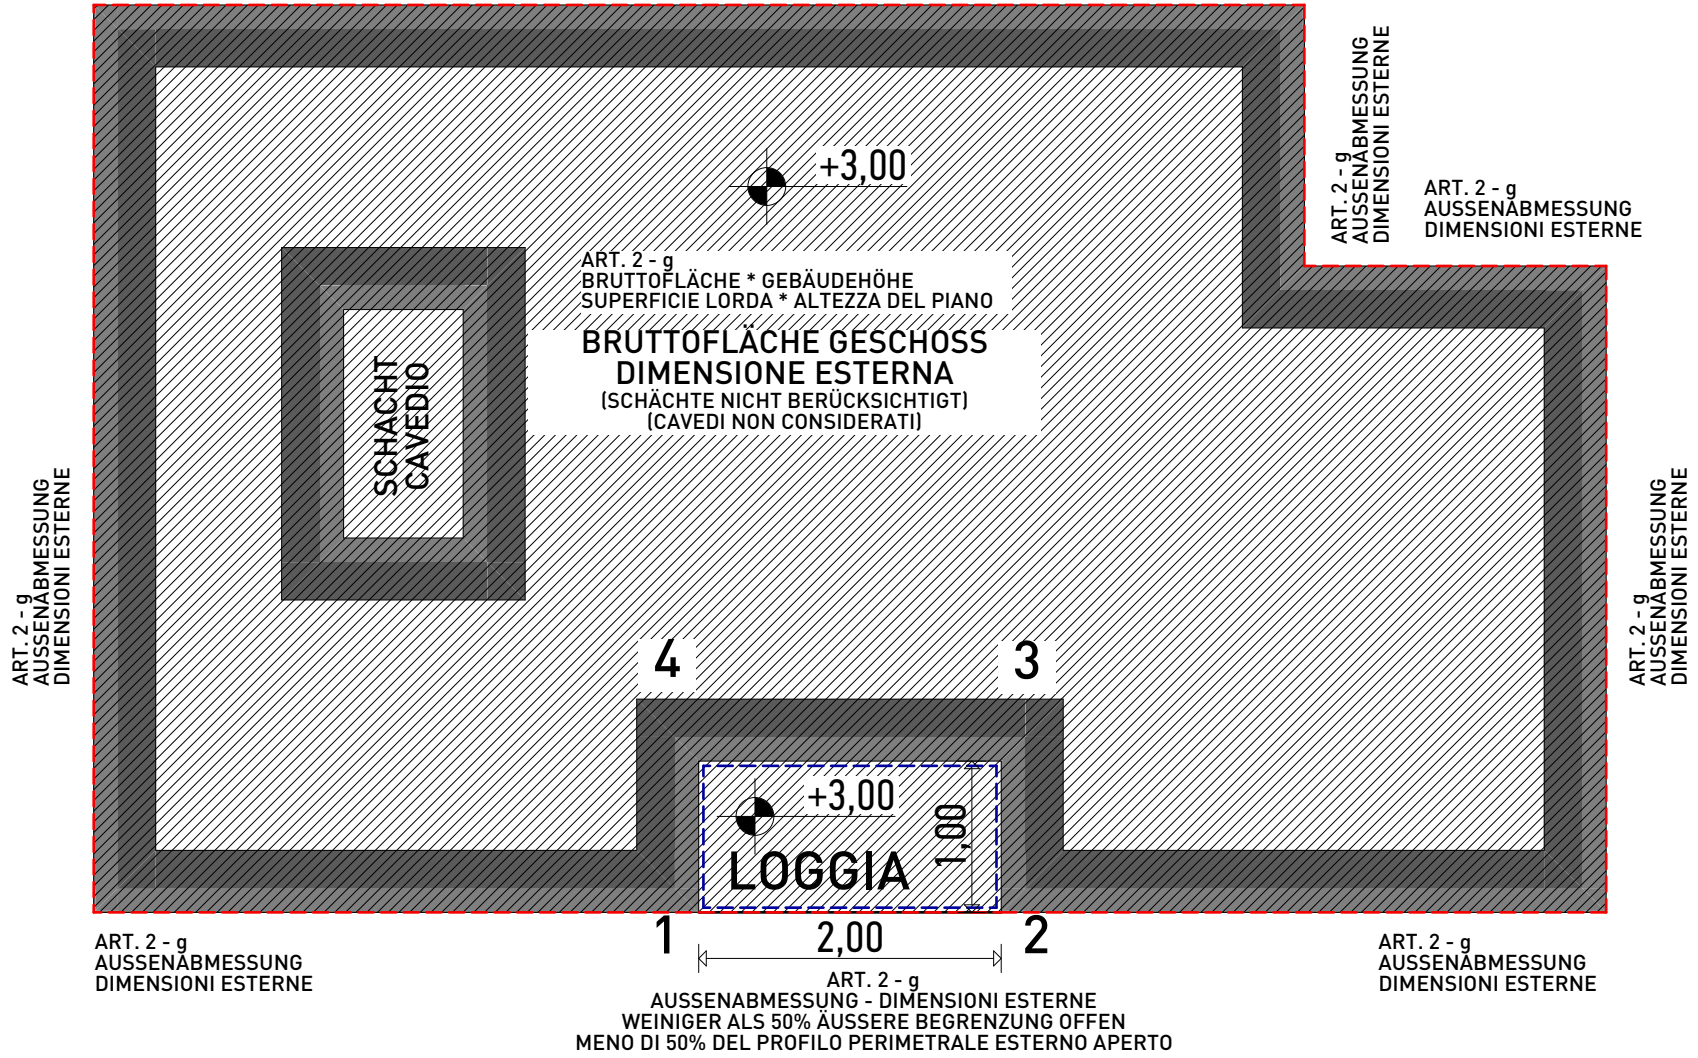 ART. 2 - g
AUSSENABMESSUNG
DIMENSIONI ESTERNE
ART. 2 - g
AUSSENABMESSUNG
DIMENSIONI ESTERNE
+3,00
ART. 2 - g
BRUTTOFLÄCHE * GEBÄUDEHÖHE
SUPERFICIE LORDA * ALTEZZA DEL PIANO
BRUTTOFLÄCHE GESCHOSS
DIMENSIONE ESTERNA
(SCHÄCHTE NICHT BERÜCKSICHTIGT)
(CAVEDI NON CONSIDERATI)
SCHACHT
CAVEDIO
ART. 2 - g
AUSSENABMESSUNG
DIMENSIONI ESTERNE
ART. 2 - g
AUSSENABMESSUNG
DIMENSIONI ESTERNE
4
3
+3,00
1,00
LOGGIA
1
2,00
2
ART. 2 - g
AUSSENABMESSUNG
DIMENSIONI ESTERNE
ART. 2 - g
AUSSENABMESSUNG
DIMENSIONI ESTERNE
ART. 2 - g
AUSSENABMESSUNG - DIMENSIONI ESTERNE
WEINIGER ALS 50% ÄUSSERE BEGRENZUNG OFFEN
MENO DI 50% DEL PROFILO PERIMETRALE ESTERNO APERTO